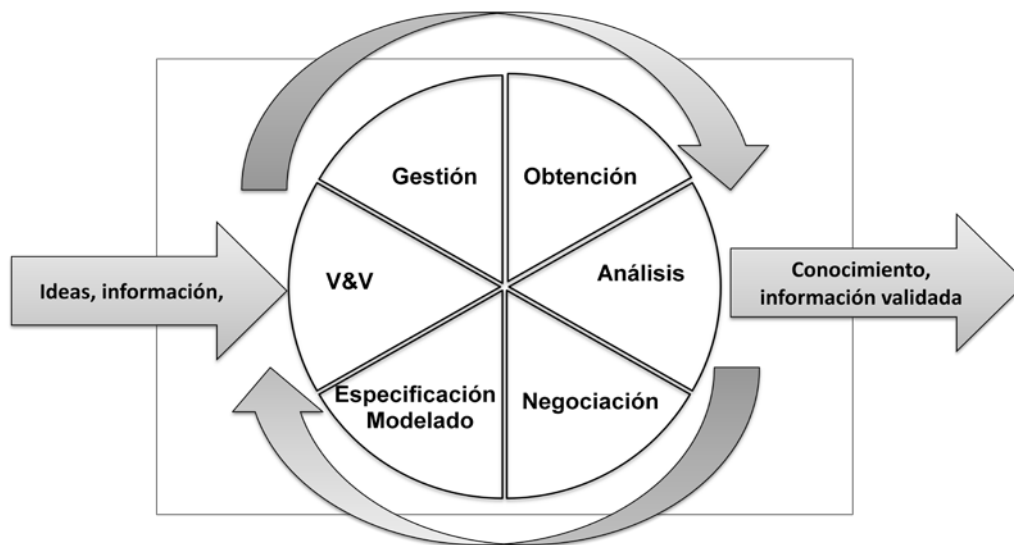 Gestión
Obtención
V&V
Análisis
Ideas, información,
Conocimiento,
información validada
Especificación
Modelado
Negociación